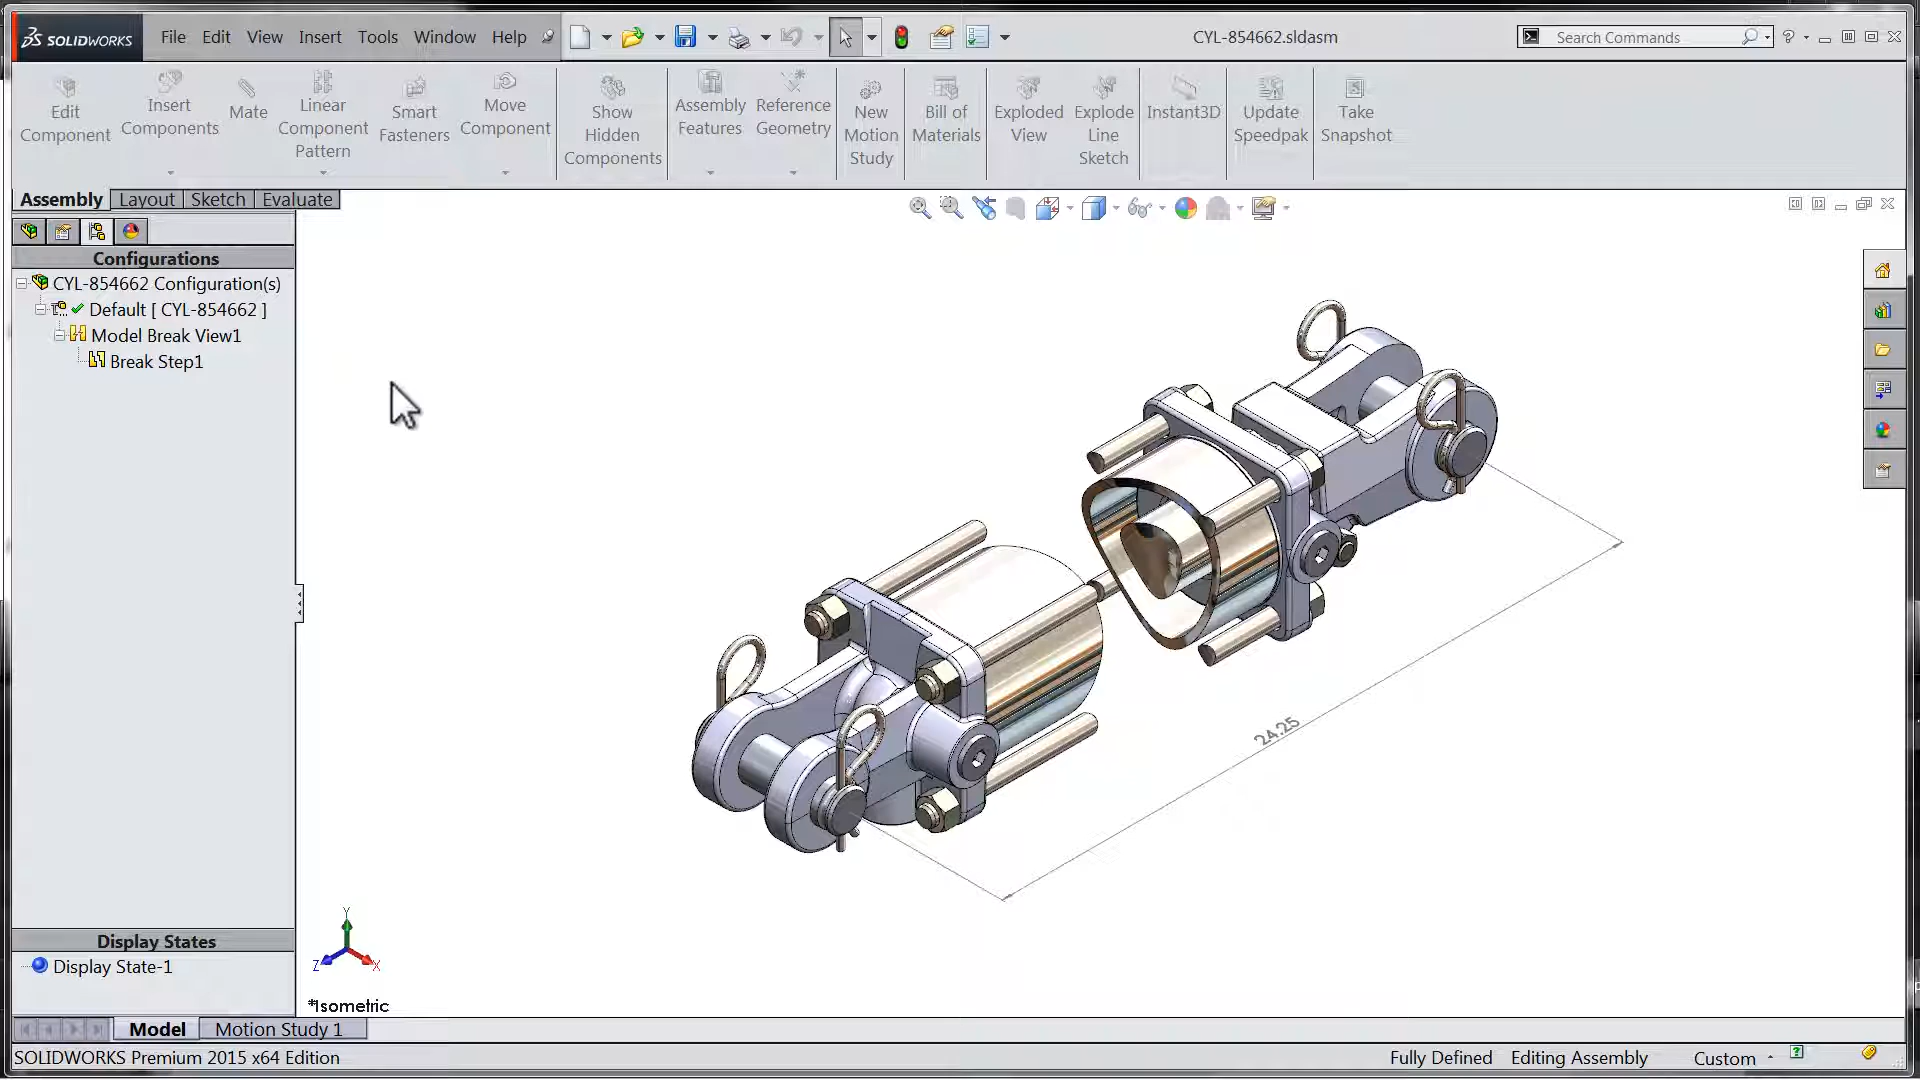 SOLIDWORKS File Edit View Insert Tools Window Help CYL-854662.sldasm Search Commands ?
Edit Component
Insert Components
Mate
Linear Component Pattern
Smart Fasteners
Move Component
Show Hidden Components
Assembly Features
Reference Geometry
New Motion Study
Bill of Materials
Exploded View
Explode Line Sketch
Instant3D
Update Speedpak
Take Snapshot
Assembly Layout Sketch Evaluate
Configurations
CYL-854662 Configuration(s)
Default [ CYL-854662 ]
Model Break View1
Break Step1
24.25
Display States
Display State-1
Y
Z X
*Isometric
Model Motion Study 1
SOLIDWORKS Premium 2015 x64 Edition Fully Defined Editing Assembly Custom ?